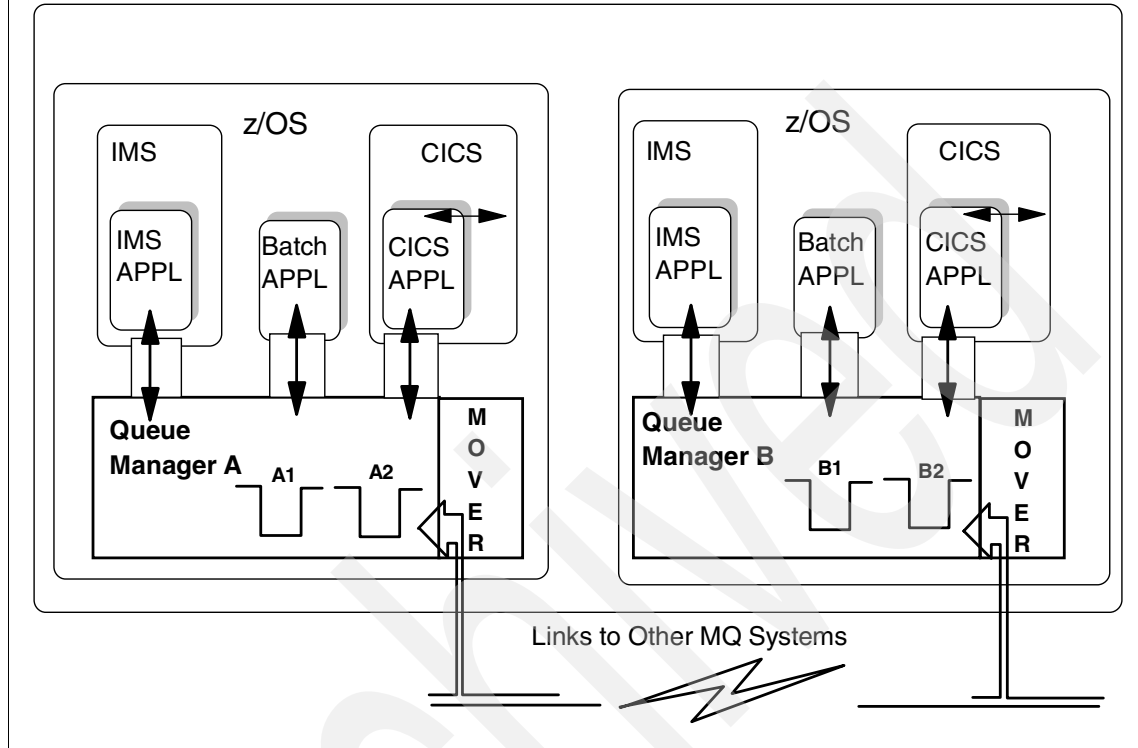 z/OS
IMS
CICS
IMS
APPL
Batch
APPL
CICS
APPL
Queue
Manager A
A1
A2
M
O
V
E
R
z/OS
IMS
CICS
IMS
APPL
Batch
APPL
CICS
APPL
Queue
Manager B
B1
B2
M
O
V
E
R
Links to Other MQ Systems